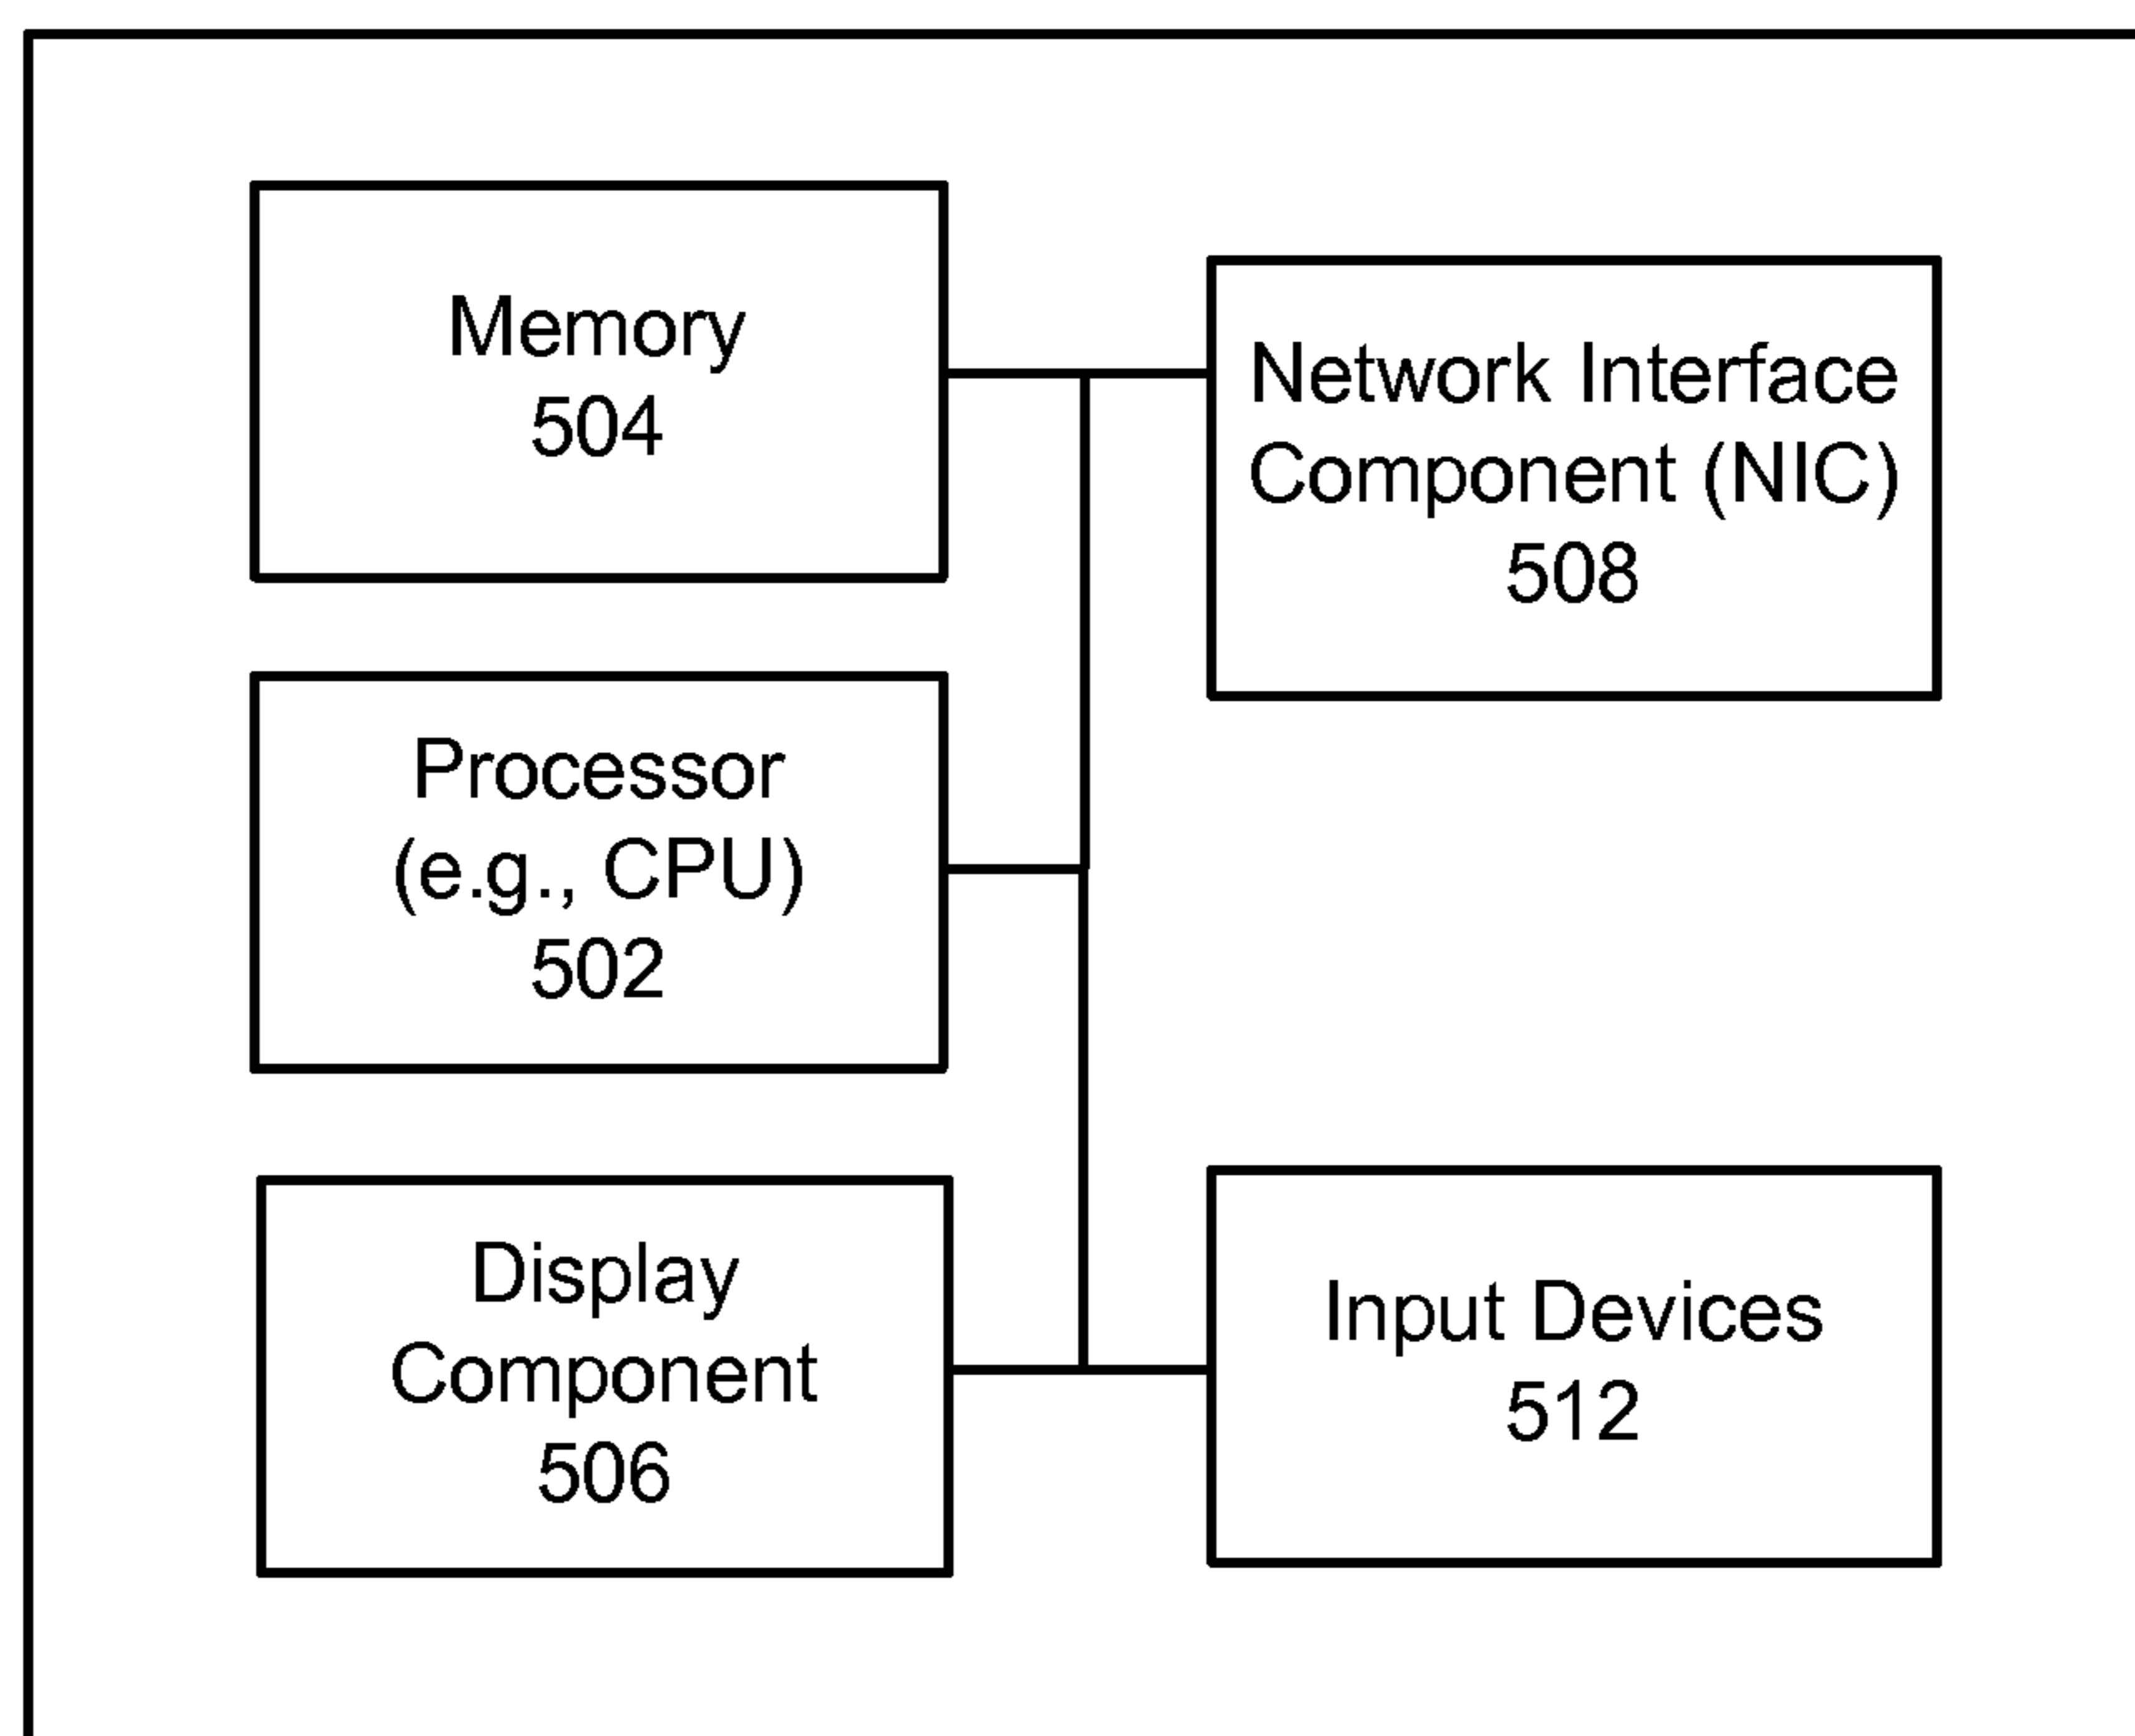 Memory
504
Network Interface
Component (NIC)
508
Processor
(e.g., CPU)
502
Display
Component
506
Input Devices
512